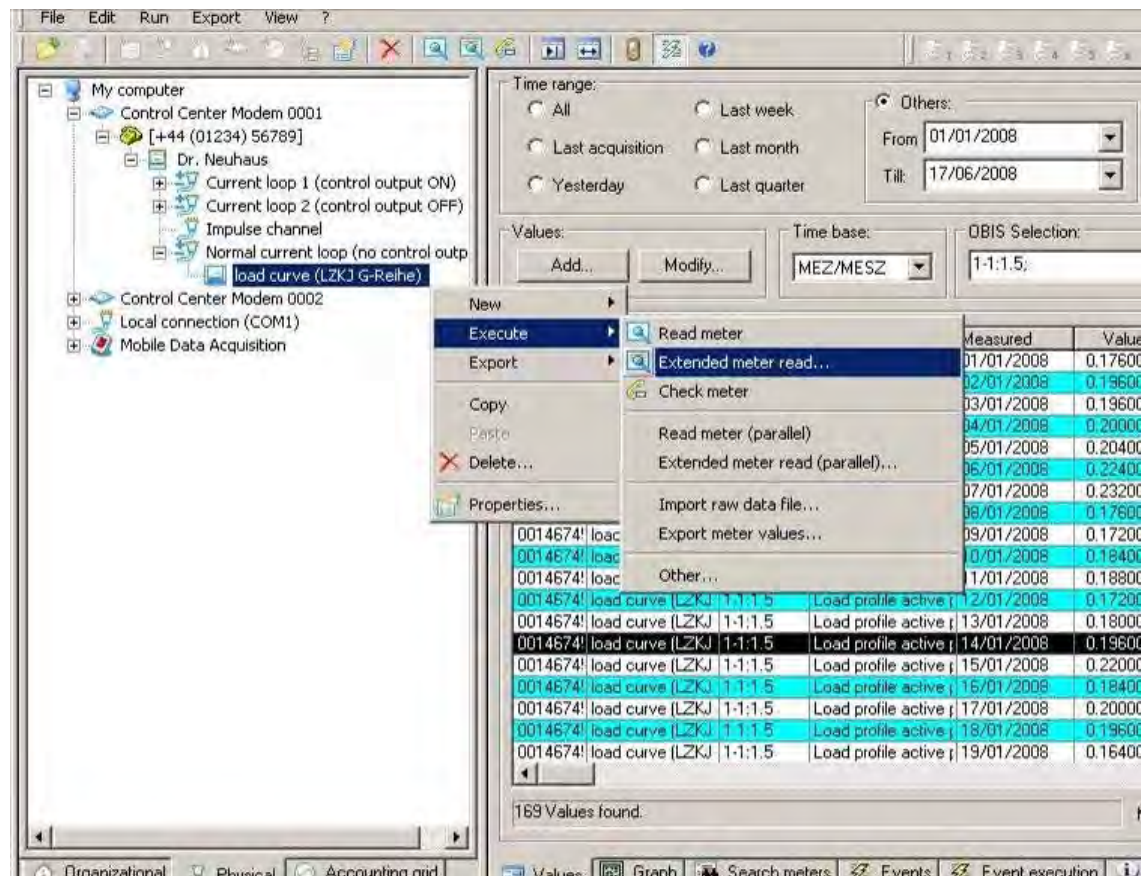 File Edit Run Export View ?
My computer
Control Center Modem 0001
[+44 (01234) 56789]
Dr. Neuhaus
Current loop 1 (control output ON)
Current loop 2 (control output OFF)
Impulse channel
Normal current loop (no control outp
load curve (LZKJ G-Reihe)
Control Center Modem 0002
Local connection (COM1)
Mobile Data Acquisition
New
Execute
Export
Copy
Paste
Delete...
Properties...
Read meter
Extended meter read...
Check meter
Read meter (parallel)
Extended meter read (parallel)...
Import raw data file...
Export meter values...
Other...
Time range:
All
Last week
Others:
Last acquisition
Last month
From 01/01/2008
Yesterday
Last quarter
Till: 17/06/2008
Values:
Add...
Modify...
Time base:
MEZ/MESZ
OBIS Selection:
1-1:1.5;
Measured Value
01/01/2008 0.17600
02/01/2008 0.19600
03/01/2008 0.19600
04/01/2008 0.20000
05/01/2008 0.20400
06/01/2008 0.22400
07/01/2008 0.23200
08/01/2008 0.17600
0014674! loac 09/01/2008 0.17200
0014674! loac 10/01/2008 0.18400
0014674! loac 11/01/2008 0.18800
0014674! load curve (LZKJ 1-1:1.5 Load profile active 12/01/2008 0.17200
0014674! load curve (LZKJ 1-1:1.5 Load profile active 13/01/2008 0.18000
0014674! load curve (LZKJ 1-1:1.5 Load profile active 14/01/2008 0.19600
0014674! load curve (LZKJ 1-1:1.5 Load profile active 15/01/2008 0.22000
0014674! load curve (LZKJ 1-1:1.5 Load profile active 16/01/2008 0.18400
0014674! load curve (LZKJ 1-1:1.5 Load profile active 17/01/2008 0.20000
0014674! load curve (LZKJ 1-1:1.5 Load profile active 18/01/2008 0.19600
0014674! load curve (LZKJ 1-1:1.5 Load profile active 19/01/2008 0.16400
169 Values found.
Organizational Physical Accounting grid
Values Graph Search meters Events Event execution